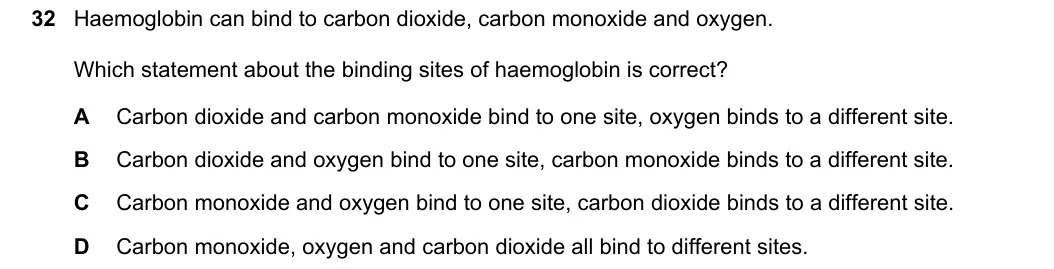 32 Haemoglobin can bind to carbon dioxide, carbon monoxide and oxygen.
Which statement about the binding sites of haemoglobin is correct?
A Carbon dioxide and carbon monoxide bind to one site, oxygen binds to a different site.
B Carbon dioxide and oxygen bind to one site, carbon monoxide binds to a different site.
C Carbon monoxide and oxygen bind to one site, carbon dioxide binds to a different site.
D Carbon monoxide, oxygen and carbon dioxide all bind to different sites.